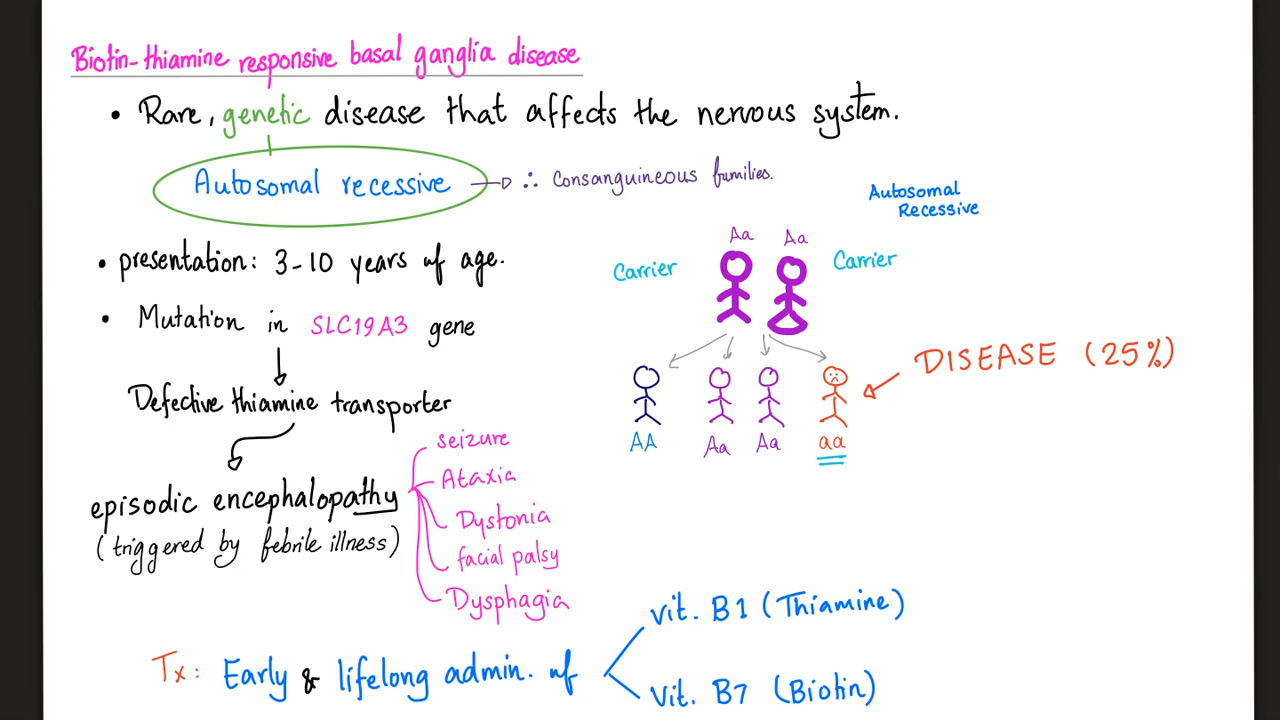 Biotin-thiamine responsive basal ganglia disease
• Rare, genetic disease that affects the nervous system.
Autosomal recessive → ∴ Consanguineous families.
• presentation: 3-10 years of age.
• Mutation in SLC19A3 gene
Defective thiamine transporter
episodic encephalopathy
(triggered by febrile illness)
seizure
Ataxia
Dystonia
facial palsy
Dysphagia
Autosomal
Recessive
Aa Aa
Carrier Carrier
DISEASE (25%)
AA Aa Aa aa
Tx: Early & lifelong admin. of
vit. B1 (Thiamine)
vit. B7 (Biotin)